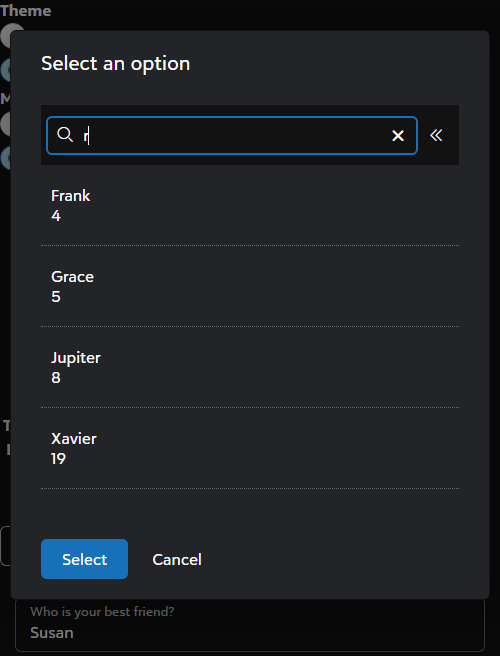 Theme
M
Select an option
r
Frank
4
Grace
5
Jupiter
8
Xavier
19
T
Select
Cancel
Who is your best friend?
Susan